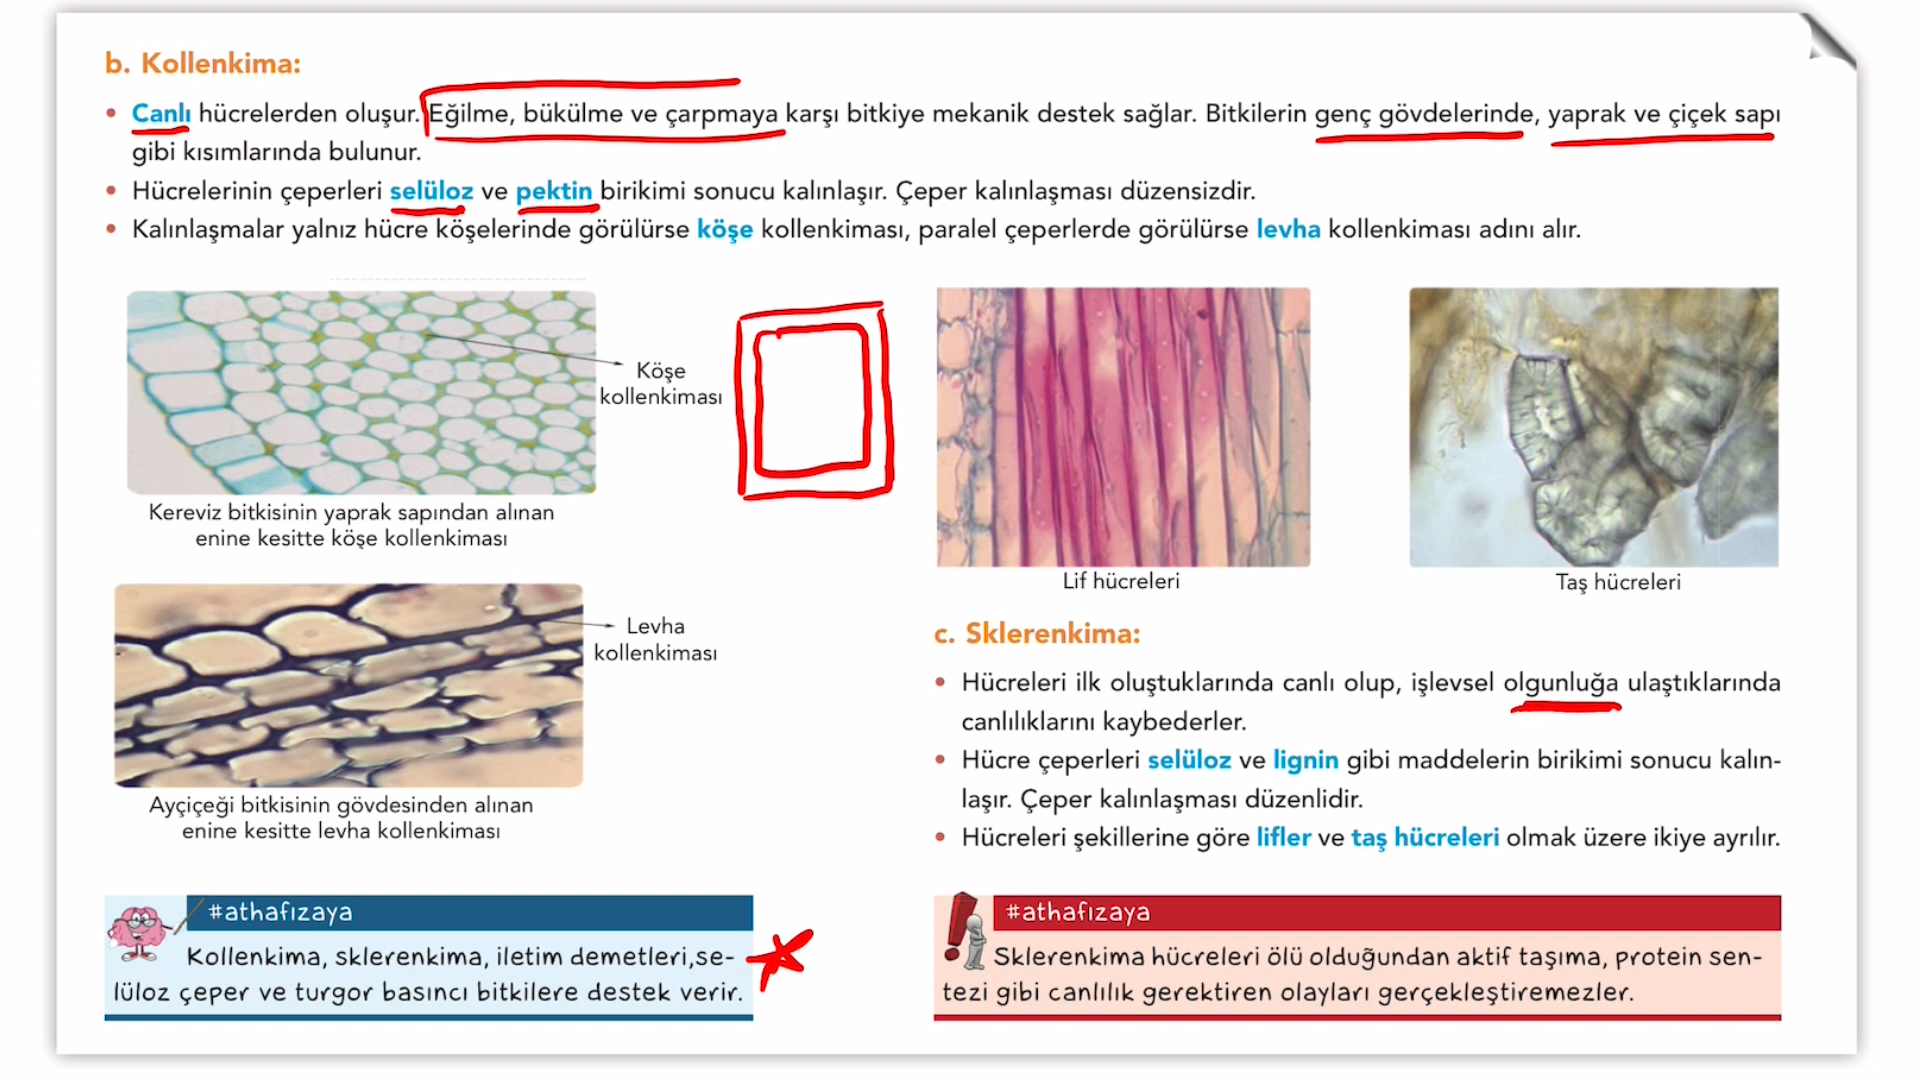 b. Kollenkima:
• Canlı hücrelerden oluşur. Eğilme, bükülme ve çarpmaya karşı bitkiye mekanik destek sağlar. Bitkilerin genç gövdelerinde, yaprak ve çiçek sapı
gibi kısımlarında bulunur.
• Hücrelerinin çeperleri selüloz ve pektin birikimi sonucu kalınlaşır. Çeper kalınlaşması düzensizdir.
• Kalınlaşmalar yalnız hücre köşelerinde görülürse köşe kollenkiması, paralel çeperlerde görülürse levha kollenkiması adını alır.
Köşe
kollenkiması
Kereviz bitkisinin yaprak sapından alınan
enine kesitte köşe kollenkiması
Levha
kollenkiması
Ayçiçeği bitkisinin gövdesinden alınan
enine kesitte levha kollenkiması
Lif hücreleri
Taş hücreleri
c. Sklerenkima:
• Hücreleri ilk oluştuklarında canlı olup, işlevsel olgunluğa ulaştıklarında
canlılıklarını kaybederler.
• Hücre çeperleri selüloz ve lignin gibi maddelerin birikimi sonucu kalın-
laşır. Çeper kalınlaşması düzenlidir.
• Hücreleri şekillerine göre lifler ve taş hücreleri olmak üzere ikiye ayrılır.
#athafızaya
Kollenkima, sklerenkima, iletim demetleri,se-
lüloz çeper ve turgor basıncı bitkilere destek verir.
#athafızaya
Sklerenkima hücreleri ölü olduğundan aktif taşıma, protein sen-
tezi gibi canlılık gerektiren olayları gerçekleştiremezler.